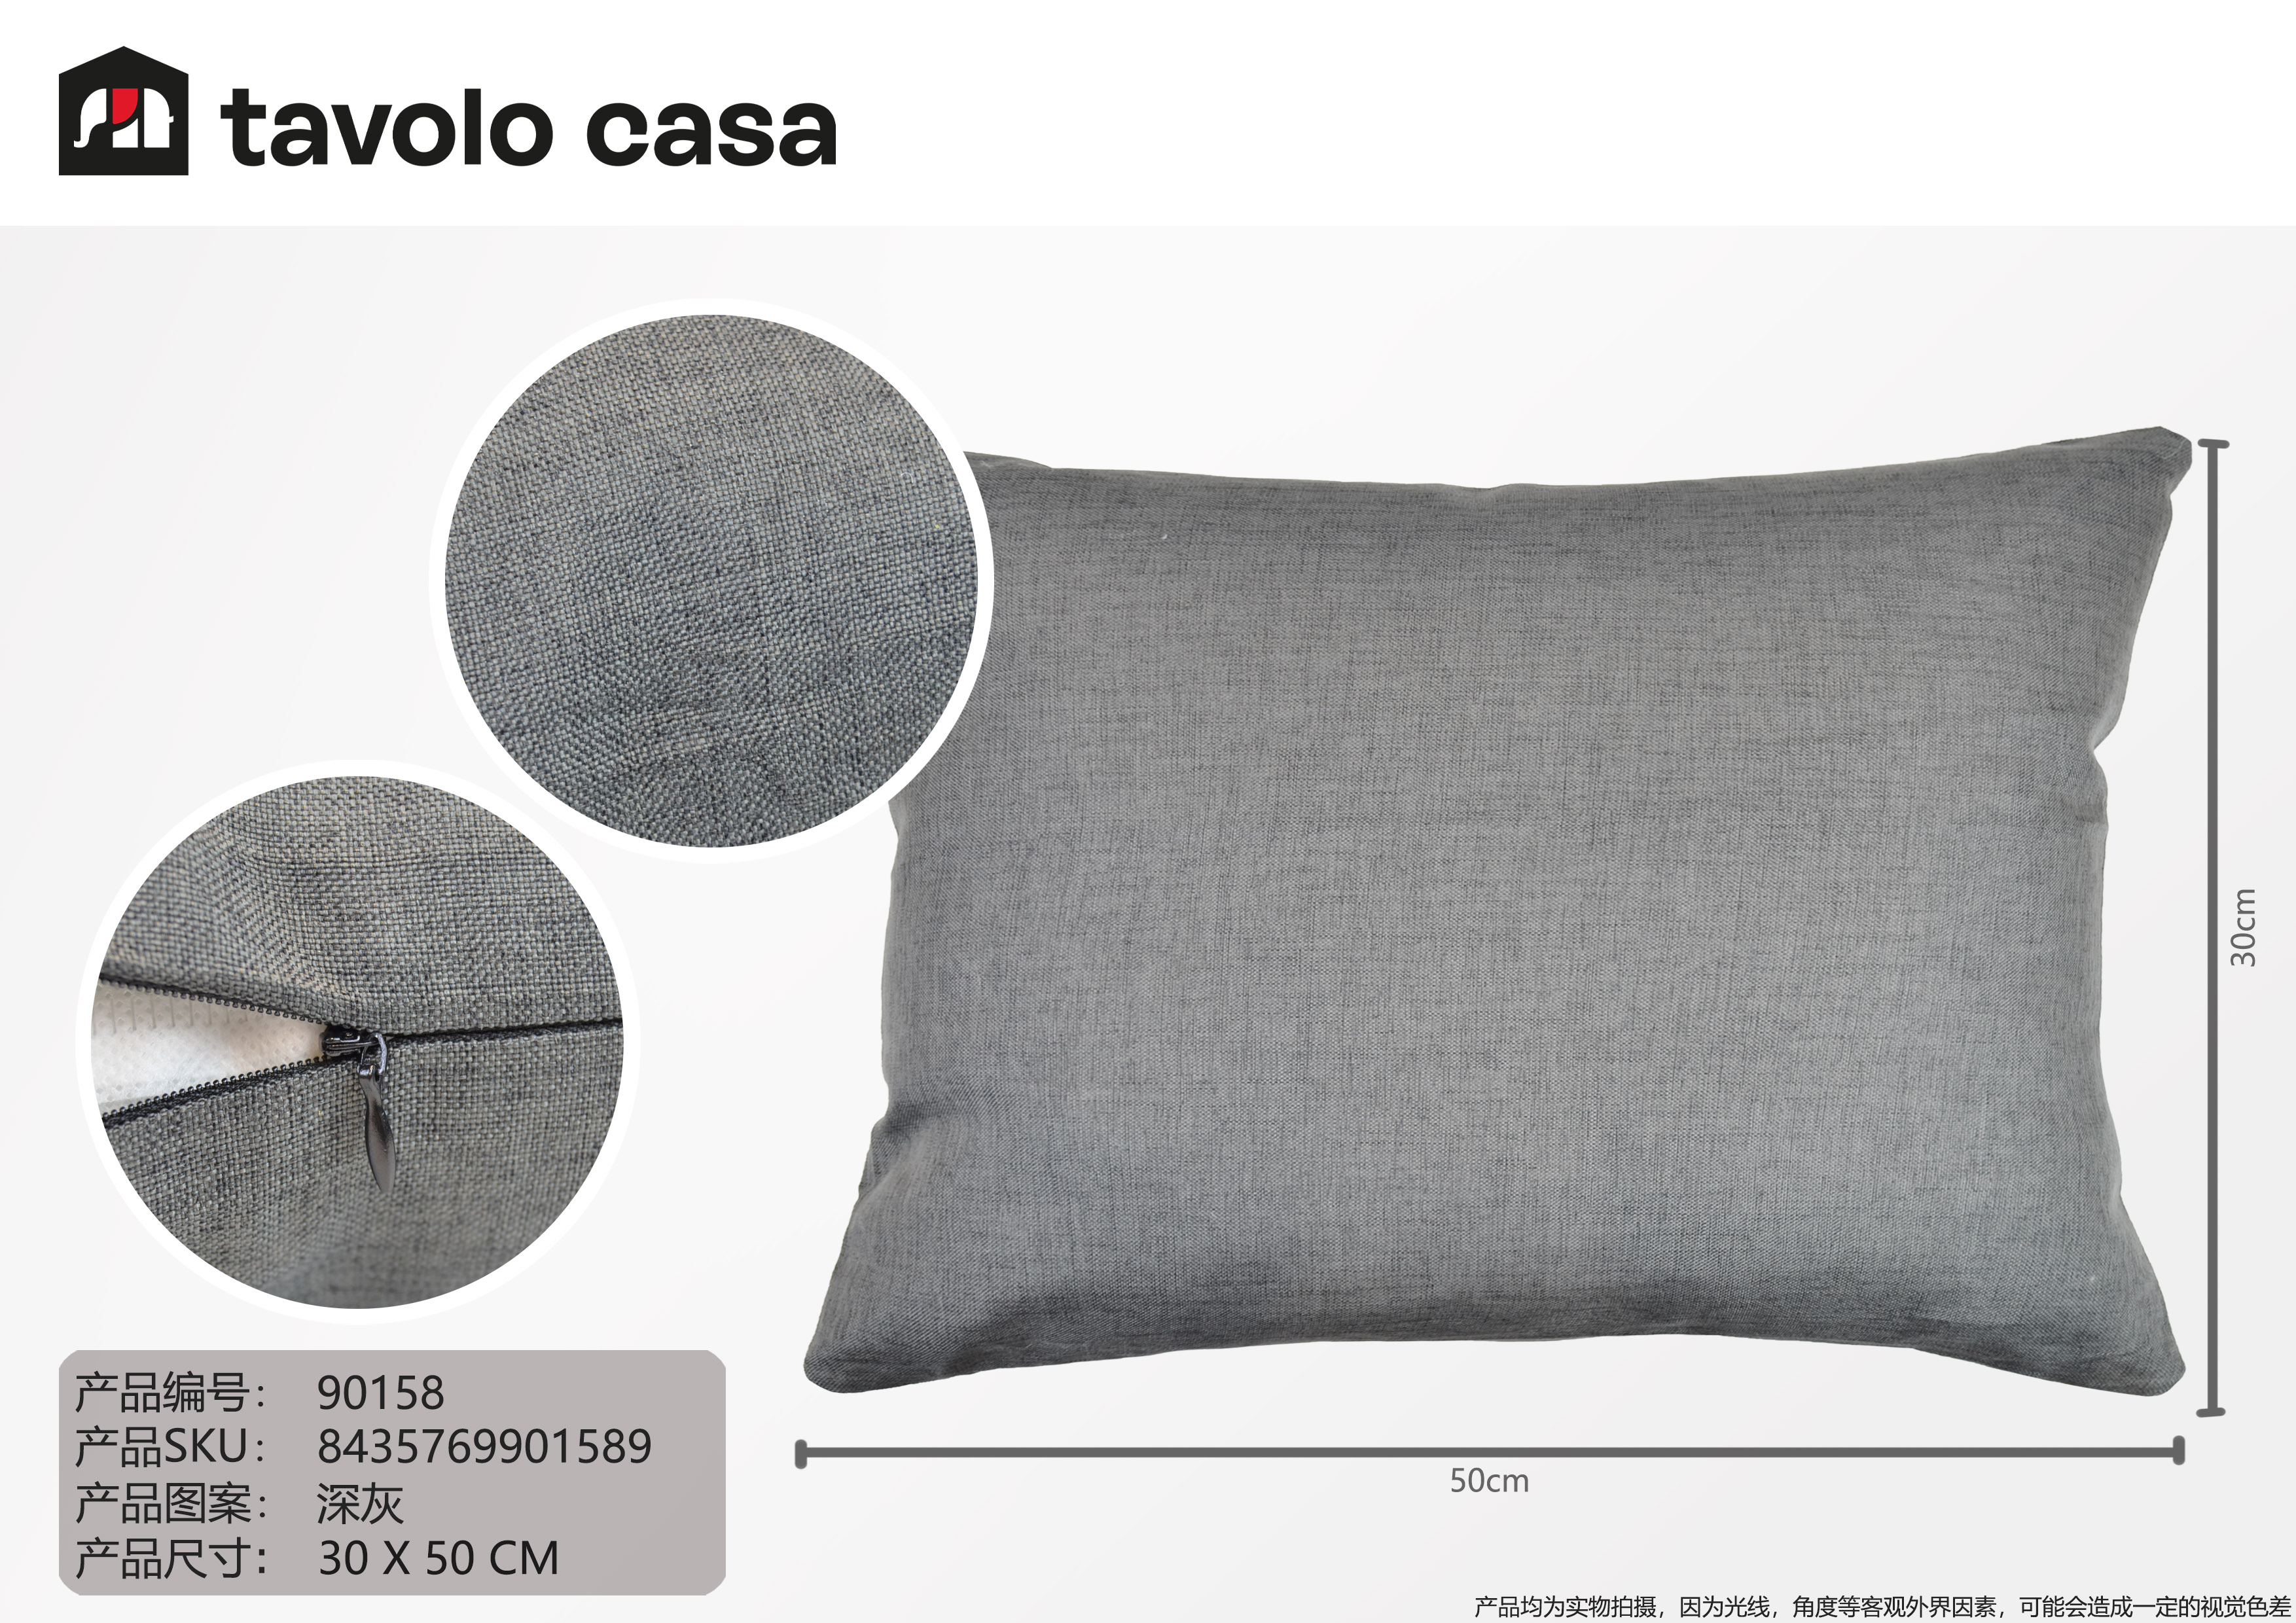 tavolo casa
30cm
50cm
产品编号： 90158
产品SKU： 8435769901589
产品图案： 深灰
产品尺寸： 30 X 50 CM
产品均为实物拍摄，因为光线，角度等客观外界因素，可能会造成一定的视觉色差